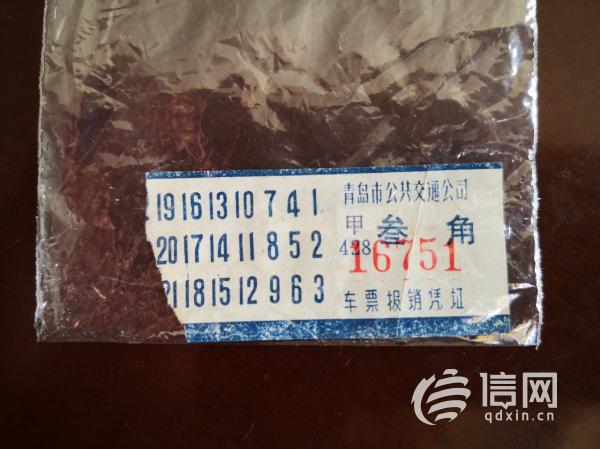 19 16 13 10 7 4 1
20 17 14 11 8 5 2
21 18 15 12 9 6 3
青岛市公共交通公司
甲 叁角
428
16751
车票报销凭证
信网
qdxin.cn